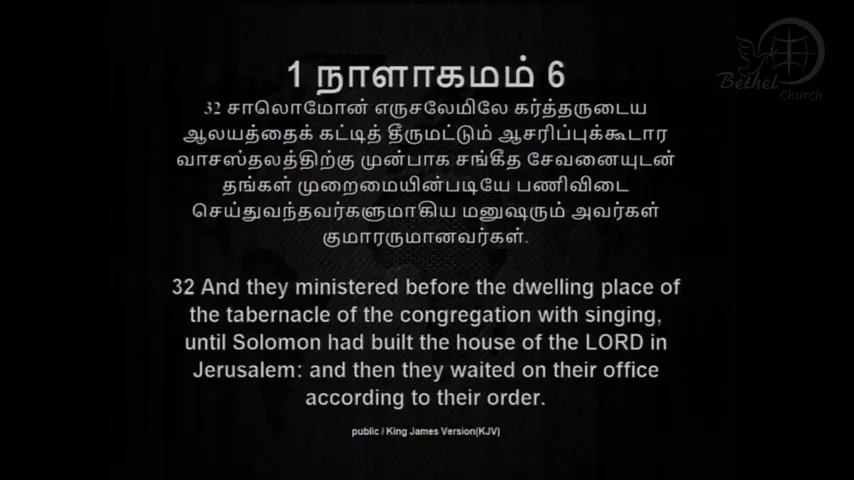 Bethel
Church
1 நாளாகமம் 6
32 சாலொமோன் எருசலேமிலே கர்த்தருடைய
ஆலயத்தைக் கட்டித் தீருமட்டும் ஆசரிப்புக்கூடார
வாசஸ்தலத்திற்கு முன்பாக சங்கீத சேவனையுடன்
தங்கள் முறைமையின்படியே பணிவிடை
செய்துவந்தவர்களுமாகிய மனுஷரும் அவர்கள்
குமாரருமானவர்கள்.
32 And they ministered before the dwelling place of
the tabernacle of the congregation with singing,
until Solomon had built the house of the LORD in
Jerusalem: and then they waited on their office
according to their order.
public / King James Version(KJV)